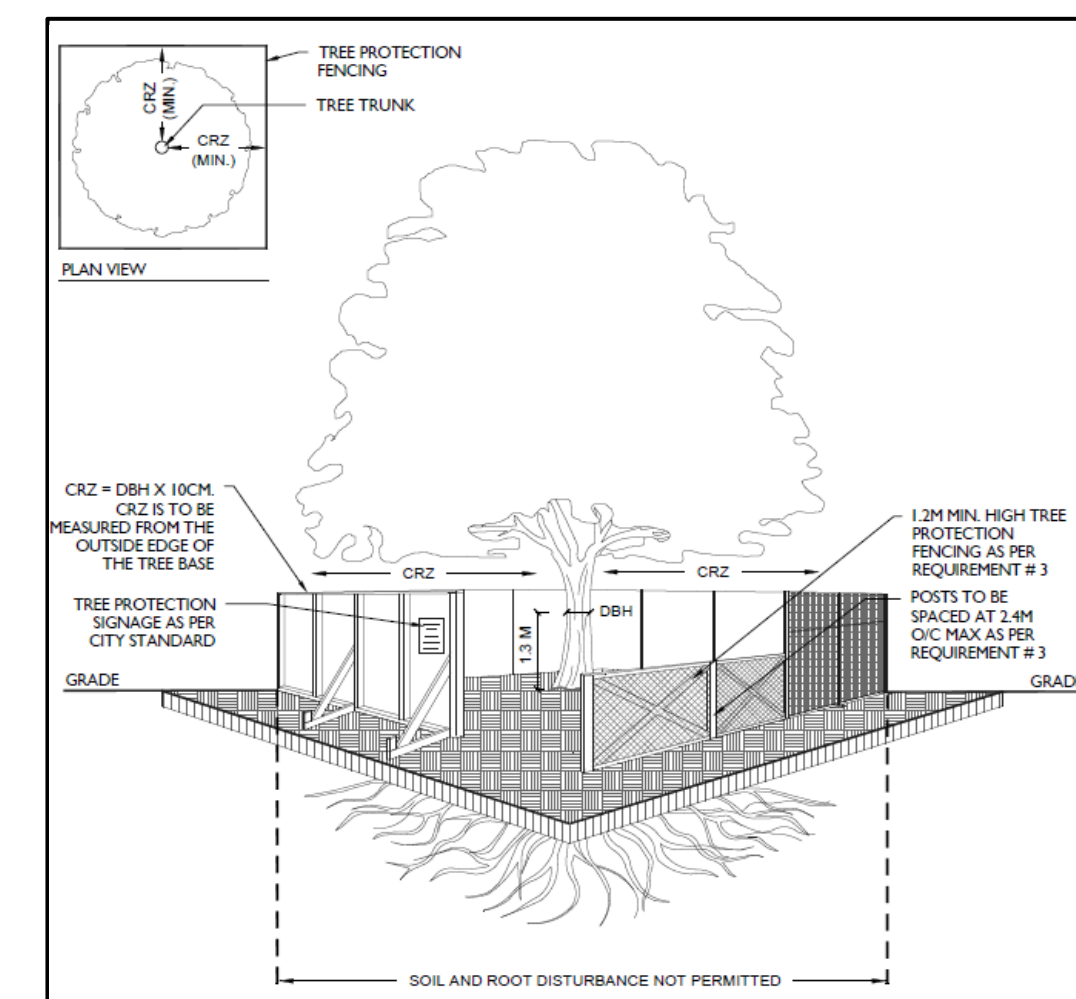 TREE PROTECTION
FENCING
TREE TRUNK
CRZ
(MIN.)
CRZ
(MIN.)
PLAN VIEW
CRZ = DBH X 10CM.
CRZ IS TO BE
MEASURED FROM THE
OUTSIDE EDGE OF
THE TREE BASE
TREE PROTECTION
SIGNAGE AS PER
CITY STANDARD
GRADE
CRZ
CRZ
DBH
1.3 M
1.2M MIN. HIGH TREE
PROTECTION
FENCING AS PER
REQUIREMENT # 3
POSTS TO BE
SPACED AT 2.4M
O/C MAX AS PER
REQUIREMENT # 3
GRAD
SOIL AND ROOT DISTURBANCE NOT PERMITTED